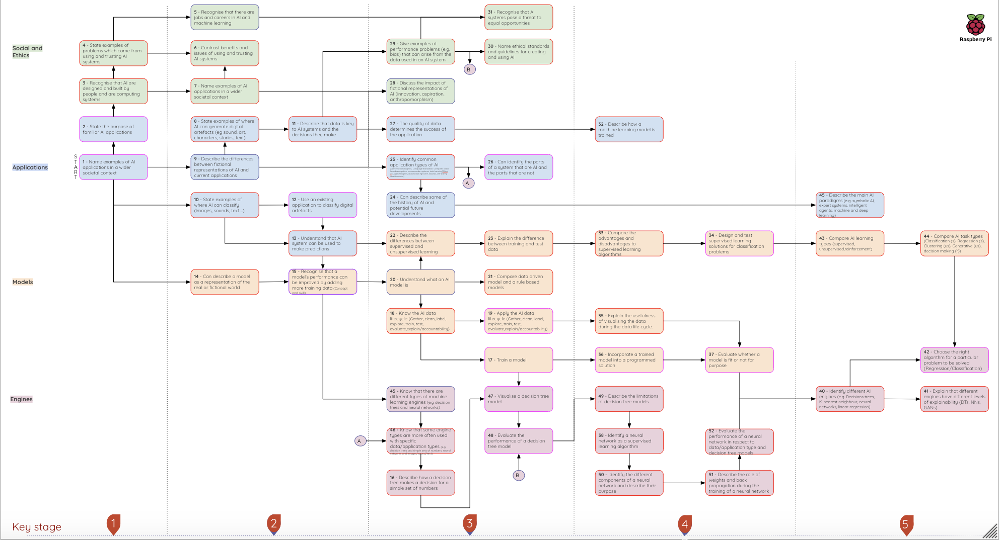 5 - Recognise that there are
jobs and careers in AI and
machine learning
31 - Recognise that AI
systems pose a threat to
equal opportunities
Raspberry Pi
Social and
Ethics
4 - State examples of
problems which come from
using and trusting AI
systems
6 - Contrast benefits and
issues of using and trusting
AI systems
29 - Give examples of
performance problems (e.g.
bias) that can arise from the
data used in an AI system
30 - Name ethical standards
and guidelines for creating
and using AI
B
3 - Recognise that AI are
designed and built by
people and are computing
systems
7 - Name examples of AI
applications in a wider
societal context
28 - Discuss the impact of
fictional representations of
AI (innovation, aspiration,
anthropomorphism)
2 - State the purpose of
familiar AI applications
8 - State examples of where
AI can generate digital
artefacts (eg sound, art,
characters, stories, text)
11 - Describe that data is key
to AI systems and the
decisions they make
27 - The quality of data
determines the success of
the application
32 - Describe how a
machine learning model is
trained
Applications
START
1 - Name examples of AI
applications in a wider
societal context
9 - Describe the differences
between fictional
representations of AI and
current applications
25 - Identify common
application types of AI
26 - Can identify the parts
of a system that are AI and
the parts that are not
A
10 - State examples of
where AI can classify
(images, sounds, text...)
12 - Use an existing
application to classify digital
artefacts
24 - Can describe some of
the history of AI and
potential future
developments
45 - Describe the main AI
paradigms (e.g. symbolic AI,
expert systems, intelligent
agents, machine and deep
learning)
13 - Understand that AI
system can be used to
make predictions
22 - Describe the
differences between
supervised and
unsupervised learning
23 - Explain the difference
between training and test
data
33 - Compare the
advantages and
disadvantages to
supervised learning
algorithms
34 - Design and test
supervised learning
solutions for classification
problems
43 - Compare AI learning
types (supervised,
unsupervised,reinforcement)
44 - Compare AI task types
(Classification (s), Regression (s),
Clustering (us), Generative (us),
decision making (r))
Models
14 - Can describe a model
as a representation of the
real or fictional world
15 - Recognise that a
model's performance can
be improved by adding
more training data (Concept
and skill)
20 - Understand what an AI
model is
21 - Compare data driven
model and a rule based
models
18 - Know the AI data
lifecycle (Gather, clean, label,
explore, train, test,
evaluate,explain/accountability)
19 - Apply the AI data
lifecycle (Gather, clean, label,
explore, train, test,
evaluate,explain/accountability)
35 - Explain the usefulness
of visualising the data
during the data life cycle.
17 - Train a model
36 - Incorporate a trained
model into a programmed
solution
37 - Evaluate whether a
model is fit or not for
purpose
42 - Choose the right
algorithm for a particular
problem to be solved
(Regression/Classification)
Engines
45 - Know that there are
different types of machine
learning engines (e.g decision
trees and neural networks)
47 - Visualise a decision tree
model
49 - Describe the limitations
of decision tree models
40 - Identify different AI
engines (e.g. Decisions trees,
K-nearest neighbour, neural
networks, linear regression)
41 - Explain that different
engines have different levels
of explainability (DTs, NNs,
GANs)
A
46 - Know that some engine
types are more often used
with specific
data/application types (e.g.
decision trees and simple sets of numbers, neural
48 - Evaluate the
performance of a decision
tree model
38 - Identify a neural
network as a supervised
learning algorithm
52 - Evaluate the
performance of a neural
network in respect to
data/application type and
decision tree models
B
16 - Describe how a decision
tree makes a decision for a
simple set of numbers
50 - Identify the different
components of a neural
network and describe their
purpose
51 - Describe the role of
weights and back
propagation during the
training of a neural network
Key stage
1
2
3
4
5